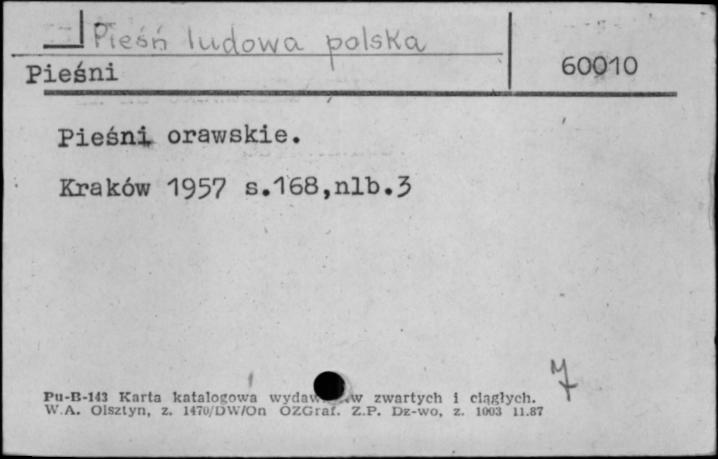 Pieśń ludowa polska
Pieśni 60010
Pieśni orawskie.
Kraków 1957 s.168,nlb.3
Pu-B-143 Karta katalogowa w zwartych i ciągłych.
W.A. Olsztyn, z. 1470/DW/On OZGraf. Z.P. Dz-wo, z. 1003 11.87